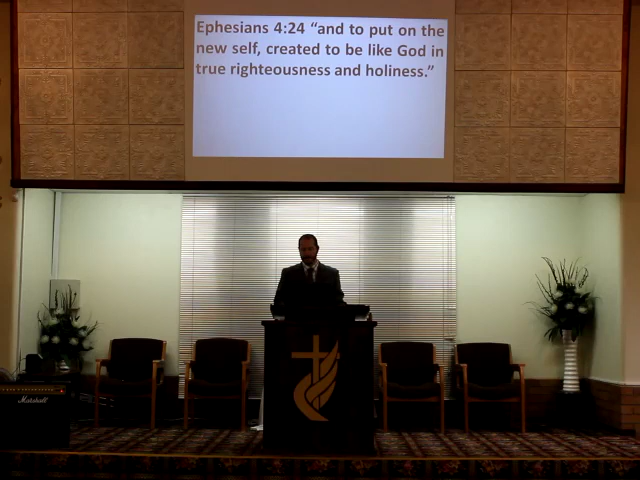 Ephesians 4:24 “and to put on the
new self, created to be like God in
true righteousness and holiness.”
Marshall